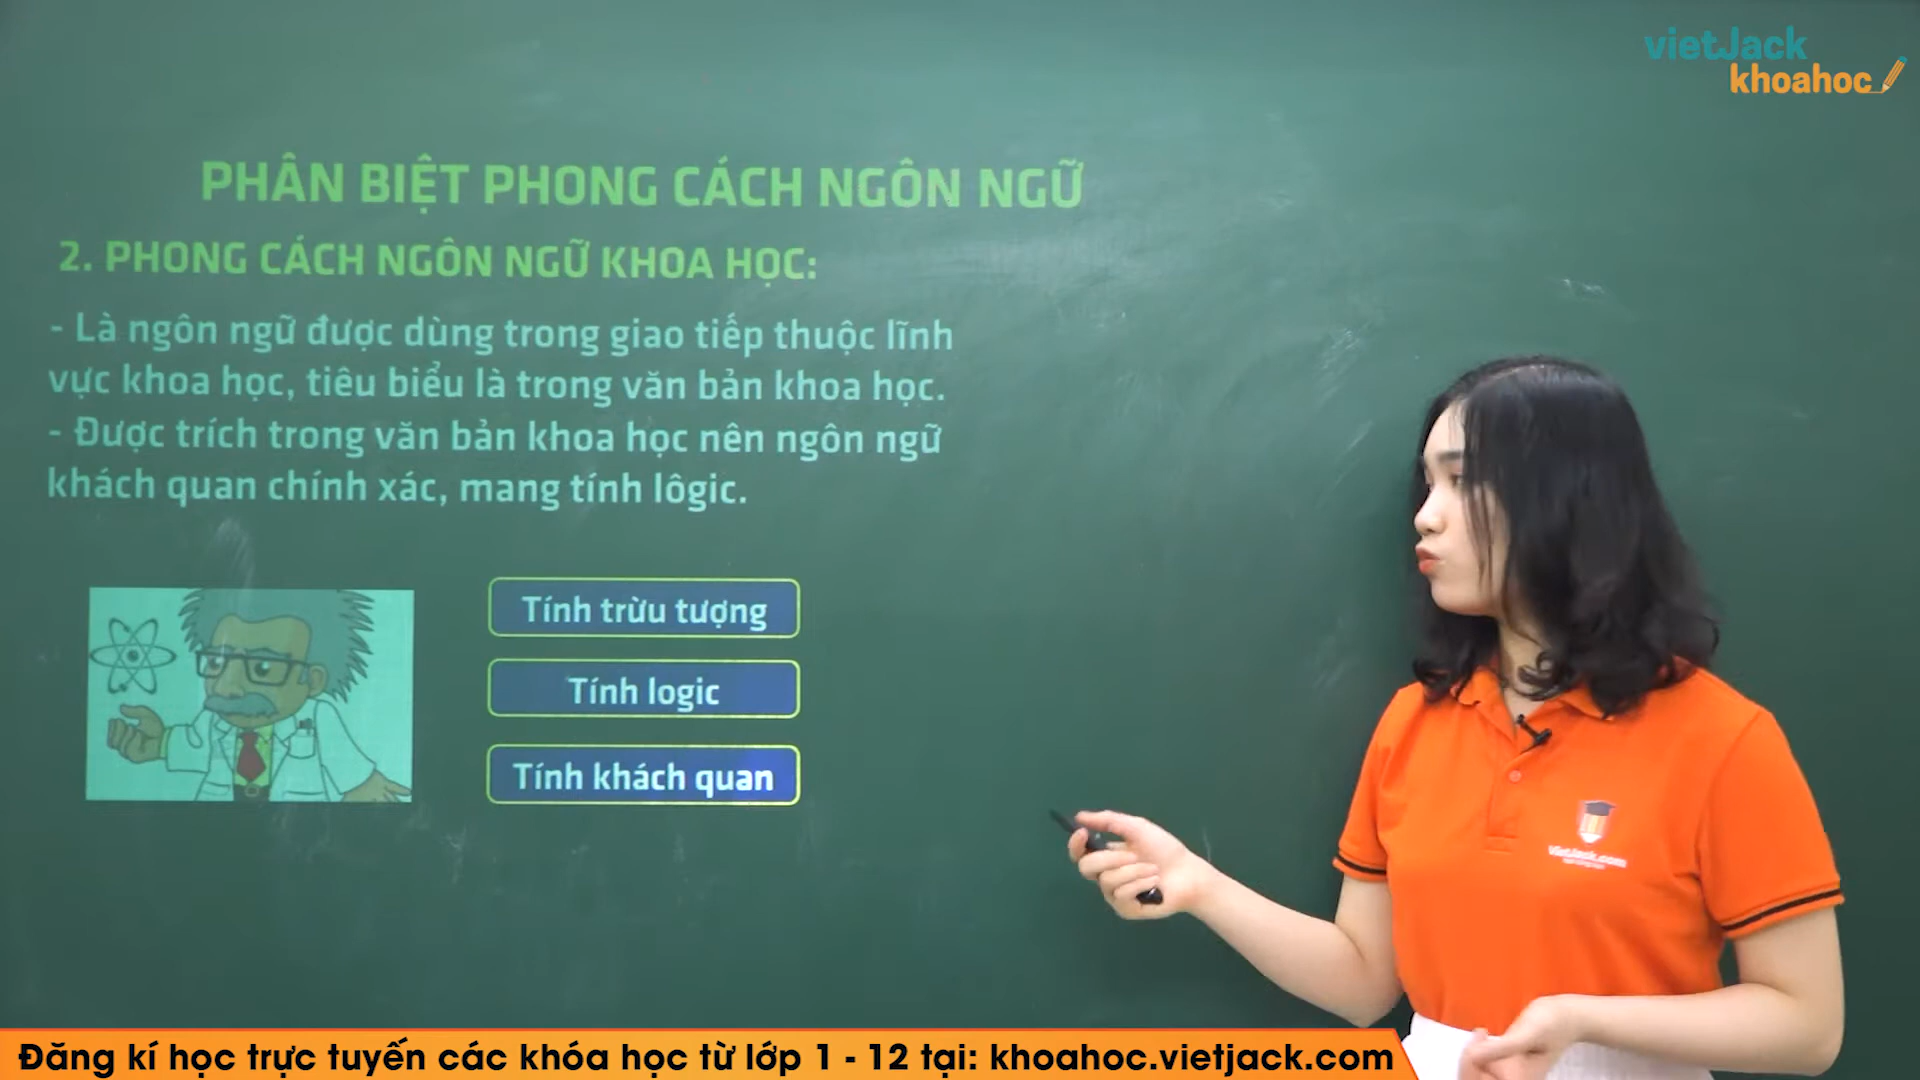 vietJack
khoahoc
PHÂN BIỆT PHONG CÁCH NGÔN NGỮ
2. PHONG CÁCH NGÔN NGỮ KHOA HỌC:
- Là ngôn ngữ được dùng trong giao tiếp thuộc lĩnh
vực khoa học, tiêu biểu là trong văn bản khoa học.
- Được trích trong văn bản khoa học nên ngôn ngữ
khách quan chính xác, mang tính lôgic.
Tính trừu tượng
Tính logic
Tính khách quan
VietJack.com
Đăng kí học trực tuyến các khóa học từ lớp 1 - 12 tại: khoahoc.vietjack.com